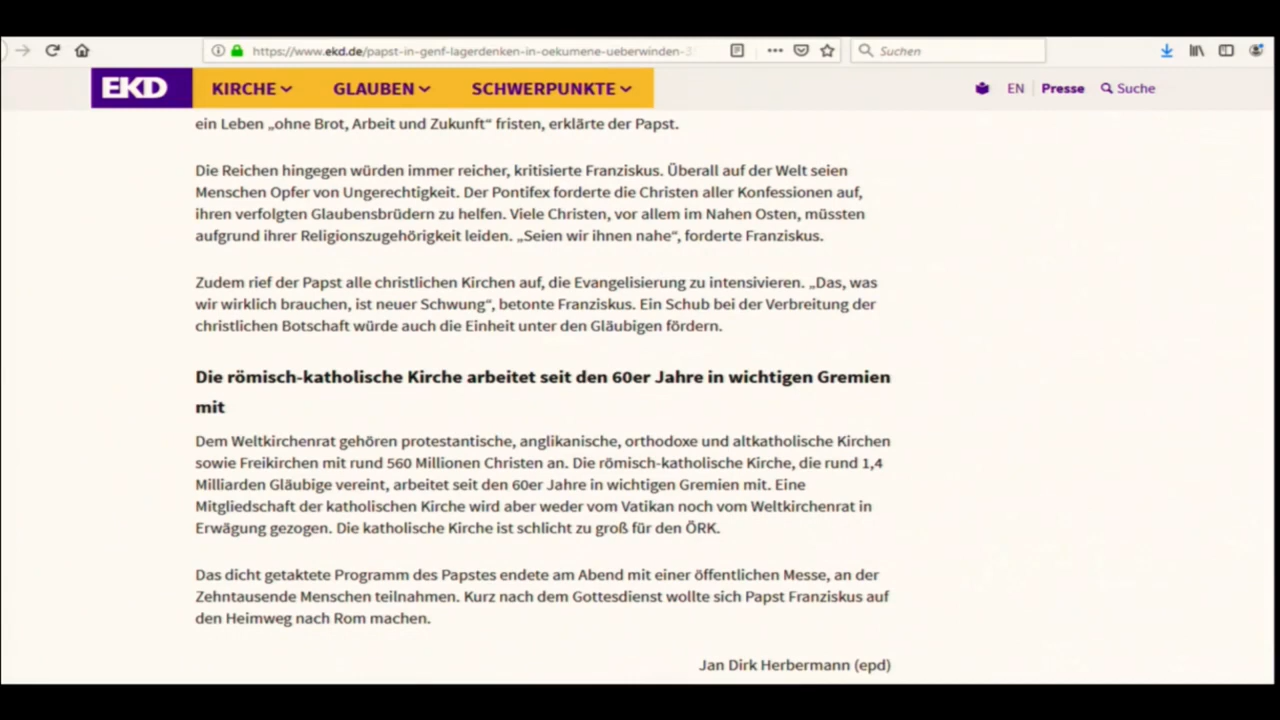 https://www.ekd.de/papst-in-genf-lagerdenken-in-oekumene-ueberwinden-3
Suchen
EKD KIRCHE GLAUBEN SCHWERPUNKTE EN Presse Suche
ein Leben „ohne Brot, Arbeit und Zukunft“ fristen, erklärte der Papst.
Die Reichen hingegen würden immer reicher, kritisierte Franziskus. Überall auf der Welt seien
Menschen Opfer von Ungerechtigkeit. Der Pontifex forderte die Christen aller Konfessionen auf,
ihren verfolgten Glaubensbrüdern zu helfen. Viele Christen, vor allem im Nahen Osten, müssten
aufgrund ihrer Religionszugehörigkeit leiden. „Seien wir ihnen nahe“, forderte Franziskus.
Zudem rief der Papst alle christlichen Kirchen auf, die Evangelisierung zu intensivieren. „Das, was
wir wirklich brauchen, ist neuer Schwung“, betonte Franziskus. Ein Schub bei der Verbreitung der
christlichen Botschaft würde auch die Einheit unter den Gläubigen fördern.
Die römisch-katholische Kirche arbeitet seit den 60er Jahre in wichtigen Gremien
mit
Dem Weltkirchenrat gehören protestantische, anglikanische, orthodoxe und altkatholische Kirchen
sowie Freikirchen mit rund 560 Millionen Christen an. Die römisch-katholische Kirche, die rund 1,4
Milliarden Gläubige vereint, arbeitet seit den 60er Jahre in wichtigen Gremien mit. Eine
Mitgliedschaft der katholischen Kirche wird aber weder vom Vatikan noch vom Weltkirchenrat in
Erwägung gezogen. Die katholische Kirche ist schlicht zu groß für den ÖRK.
Das dicht getaktete Programm des Papstes endete am Abend mit einer öffentlichen Messe, an der
Zehntausende Menschen teilnahmen. Kurz nach dem Gottesdienst wollte sich Papst Franziskus auf
den Heimweg nach Rom machen.
Jan Dirk Herbermann (epd)